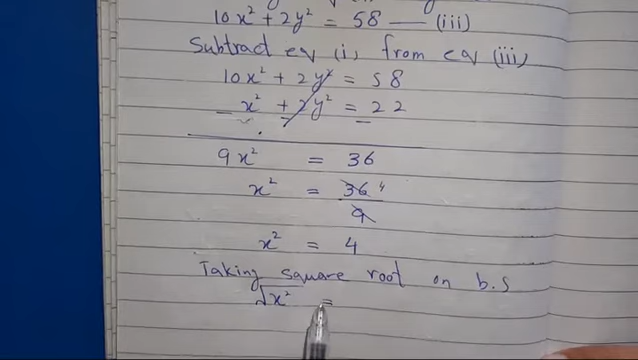 10x² + 2y² = 58 — (iii)
Subtract eq (i) from eq (iii)
10x² + 2y² = 58
- x² + 2y² = 22
9x² = 36
x² = 36 4
9
x² = 4
Taking square root on b.s
√x² =